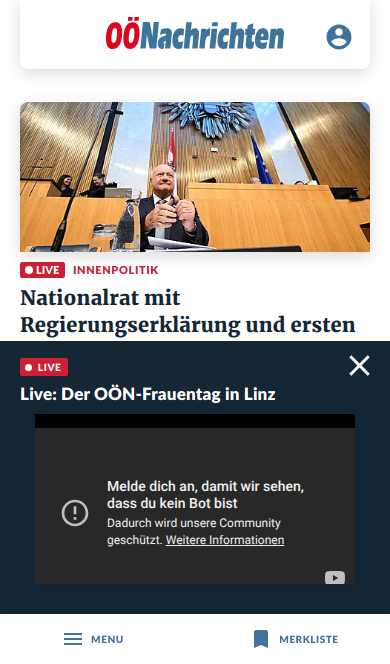 OÖNachrichten
LIVE INNENPOLITIK
Nationalrat mit
Regierungserklärung und ersten
LIVE
Live: Der OÖN-Frauentag in Linz
Melde dich an, damit wir sehen,
dass du kein Bot bist
Dadurch wird unsere Community
geschützt. Weitere Informationen
MENU
MERKLISTE